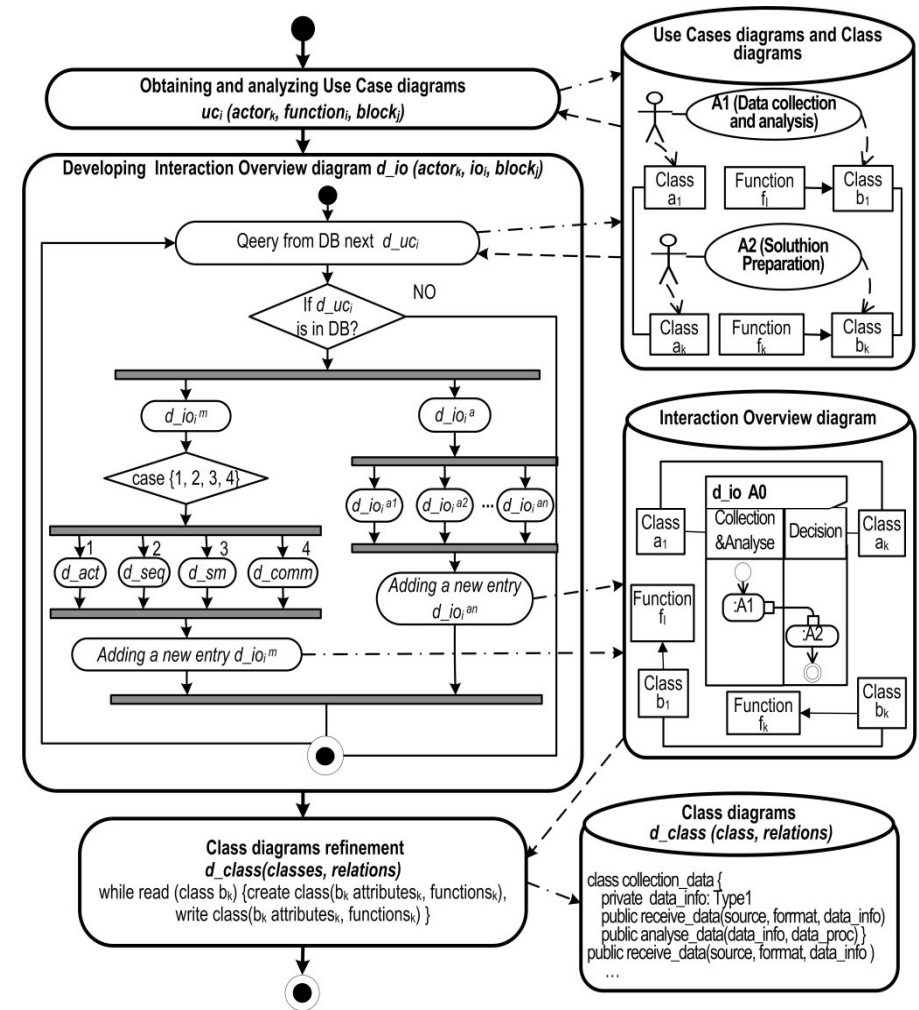 Obtaining and analyzing Use Case diagrams
ucᵢ (actorₖ, functionᵢ, blockⱼ)
Developing Interaction Overview diagram d_io (actorₖ, ioᵢ, blockⱼ)
Qeery from DB next d_ucᵢ
If d_ucᵢ
is in DB?
NO
d_ioᵢᵐ
d_ioᵢᵃ
case {1, 2, 3, 4}
d_ioᵢᵃ¹
d_ioᵢᵃ²
...
d_ioᵢᵃⁿ
1
2
3
4
d_act
d_seq
d_sm
d_comm
Adding a new entry
d_ioᵢᵃⁿ
Adding a new entry d_ioᵢᵐ
Class diagrams refinement
d_class(classes, relations)
while read (class bₖ) {create class(bₖ attributesₖ, functionsₖ),
write class(bₖ attributesₖ, functionsₖ) }
Use Cases diagrams and Class
diagrams
A1 (Data collection
and analysis)
Class
a₁
Function
fₗ
Class
b₁
A2 (Soluthion
Preparation)
Class
aₖ
Function
fₖ
Class
bₖ
Interaction Overview diagram
d_io A0
Collection
&Analyse
Decision
Class
a₁
Class
aₖ
Function
fₗ
:A1
:A2
Class
b₁
Function
fₖ
Class
bₖ
Class diagrams
d_class (class, relations)
class collection_data {
private data_info: Type1
public receive_data(source, format, data_info)
public analyse_data(data_info, data_proc) }
public receive_data(source, format, data_info )
...